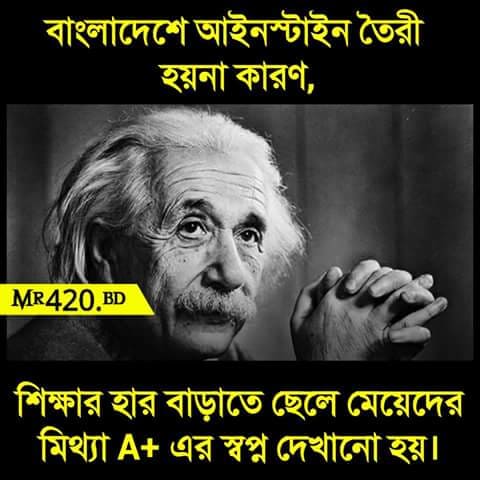 বাংলাদেশে আইনস্টাইন তৈরী
হয়না কারণ,
MR420.BD
শিক্ষার হার বাড়াতে ছেলে মেয়েদের
মিথ্যা A+ এর স্বপ্ন দেখানো হয়।